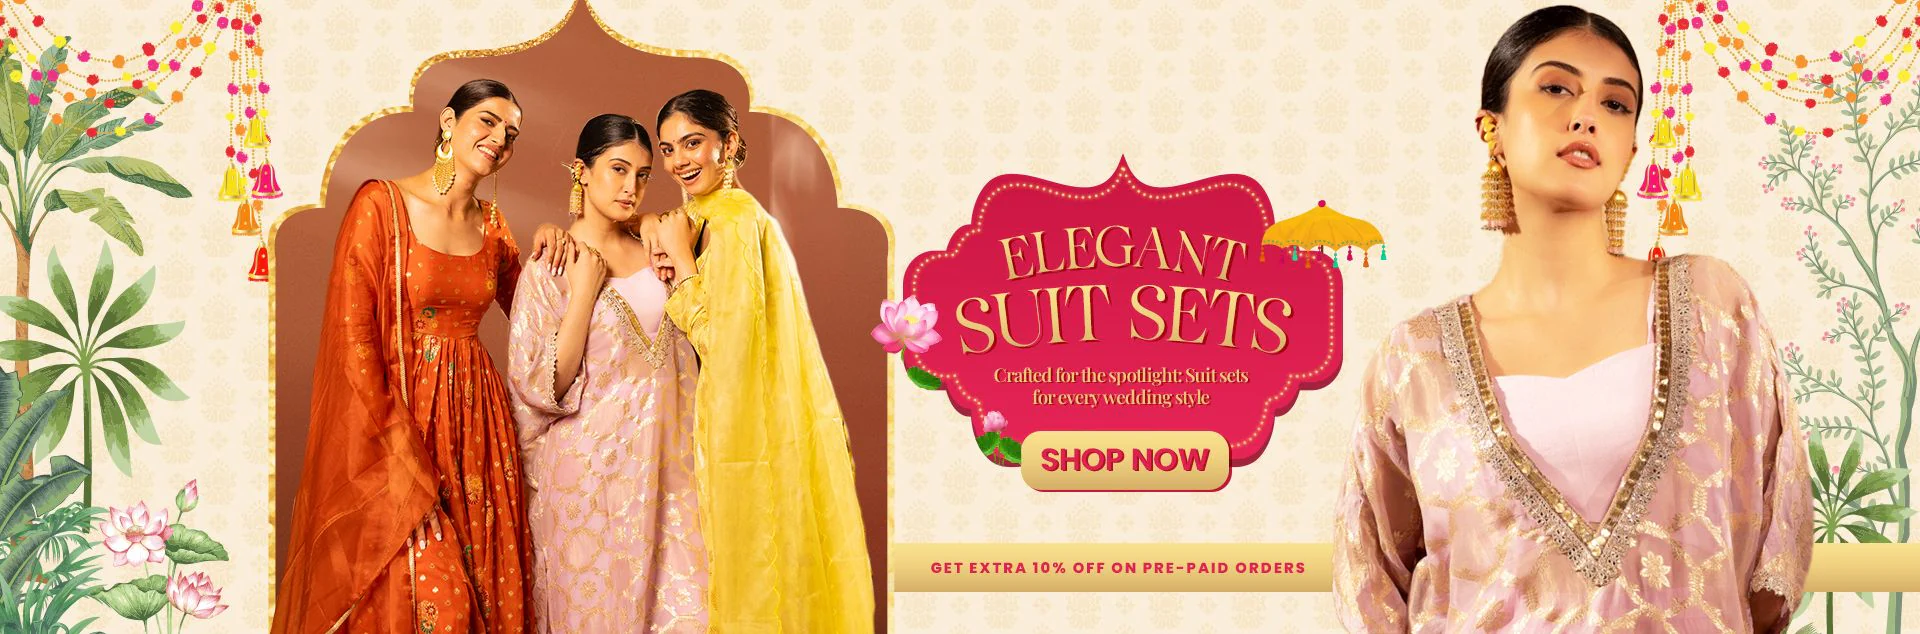 ELEGANT
SUIT SETS
Crafted for the spotlight: Suit sets
for every wedding style
SHOP NOW
GET EXTRA 10% OFF ON PRE-PAID ORDERS